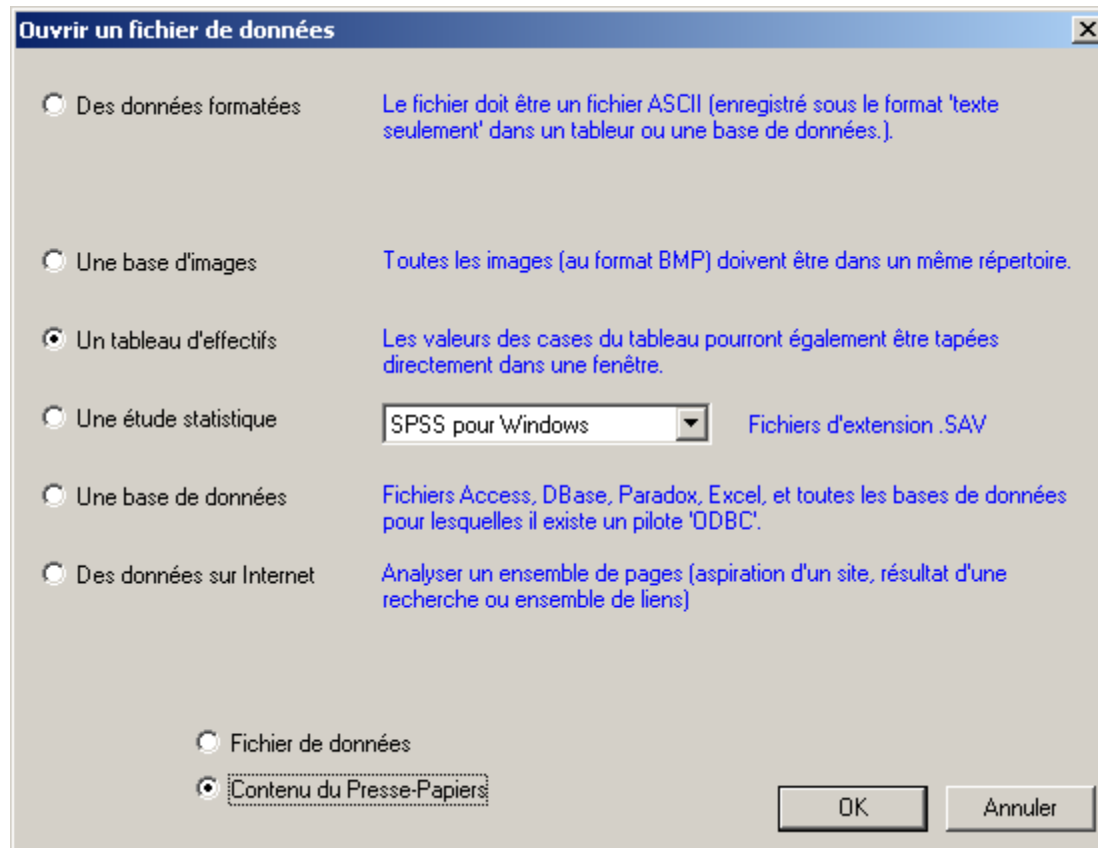 Ouvrir un fichier de données
Des données formatées
Le fichier doit être un fichier ASCII (enregistré sous le format 'texte
seulement' dans un tableur ou une base de données.).
Une base d'images
Toutes les images (au format BMP) doivent être dans un même répertoire.
Un tableau d'effectifs
Les valeurs des cases du tableau pourront également être tapées
directement dans une fenêtre.
Une étude statistique
SPSS pour Windows
Fichiers d'extension .SAV
Une base de données
Fichiers Access, DBase, Paradox, Excel, et toutes les bases de données
pour lesquelles il existe un pilote 'ODBC'.
Des données sur Internet
Analyser un ensemble de pages (aspiration d'un site, résultat d'une
recherche ou ensemble de liens)
Fichier de données
Contenu du Presse-Papiers
OK
Annuler